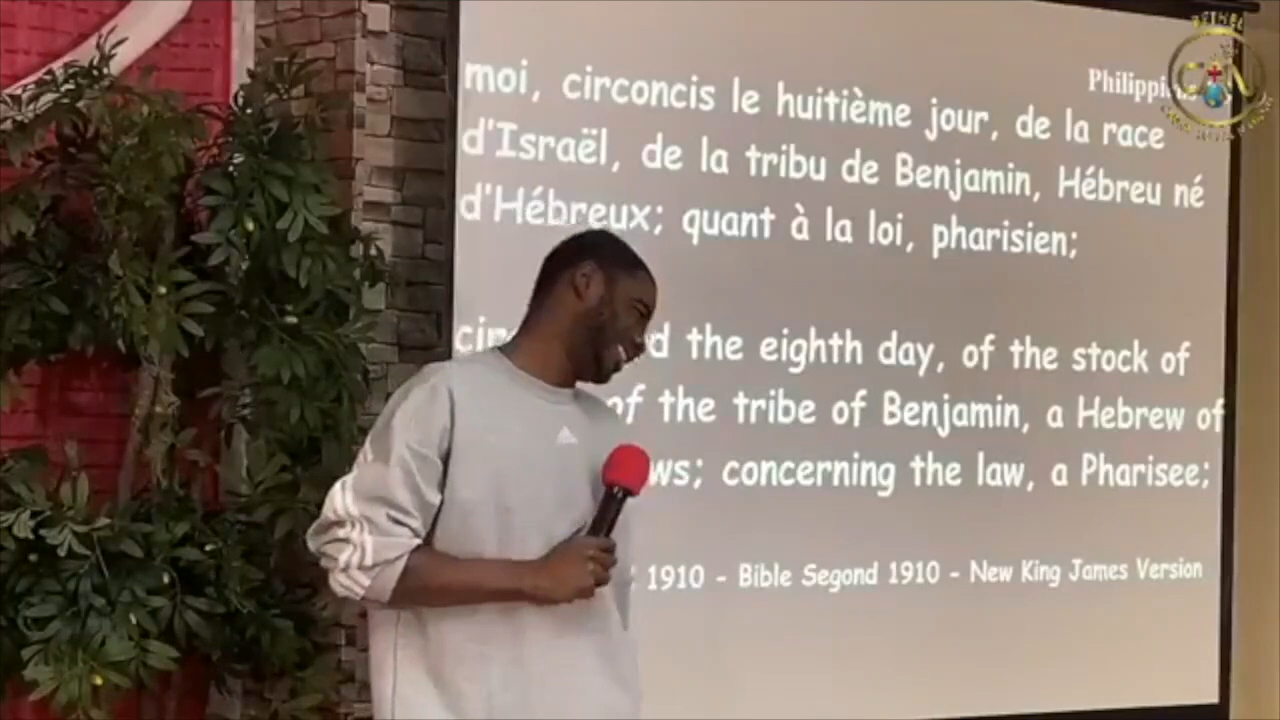 Philippi
moi, circoncis le huitième jour, de la race
d'Israël, de la tribu de Benjamin, Hébreu né
d'Hébreux; quant à la loi, pharisien;
the eighth day, of the stock of
of the tribe of Benjamin, a Hebrew of
concerning the law, a Pharisee;
1910 - Bible Segond 1910 - New King James Version
BETHEL